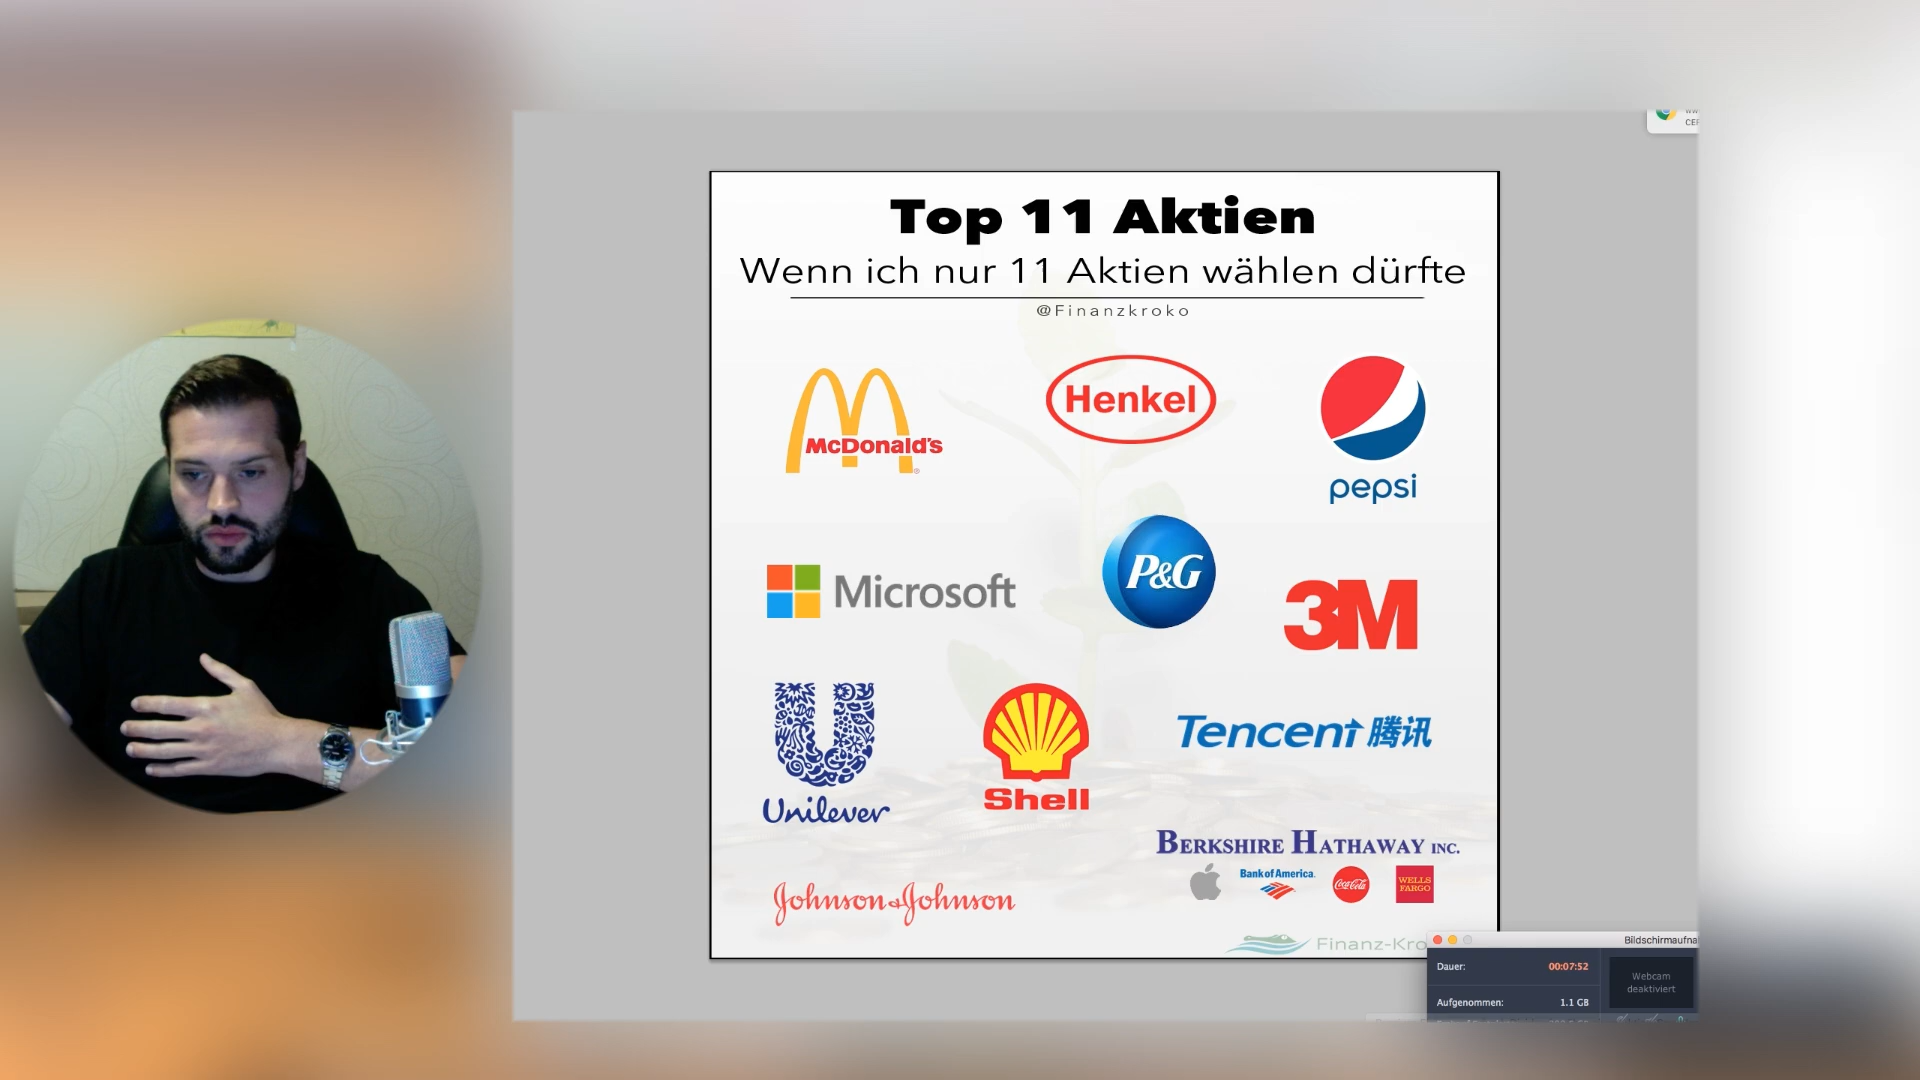 CER
Top 11 Aktien
Wenn ich nur 11 Aktien wählen dürfte
@Finanzkroko
McDonald's
®
Henkel
pepsi
Microsoft
P&G
3M
Unilever
Shell
Tencent 腾讯
BERKSHIRE HATHAWAY INC.
Bank of America.
Coca-Cola
WELLS
FARGO
Johnson & Johnson
Finanz-Kro
Bildschirmaufna
Dauer:
00:07:52
Webcam
deaktiviert
Aufgenommen:
1.1 GB